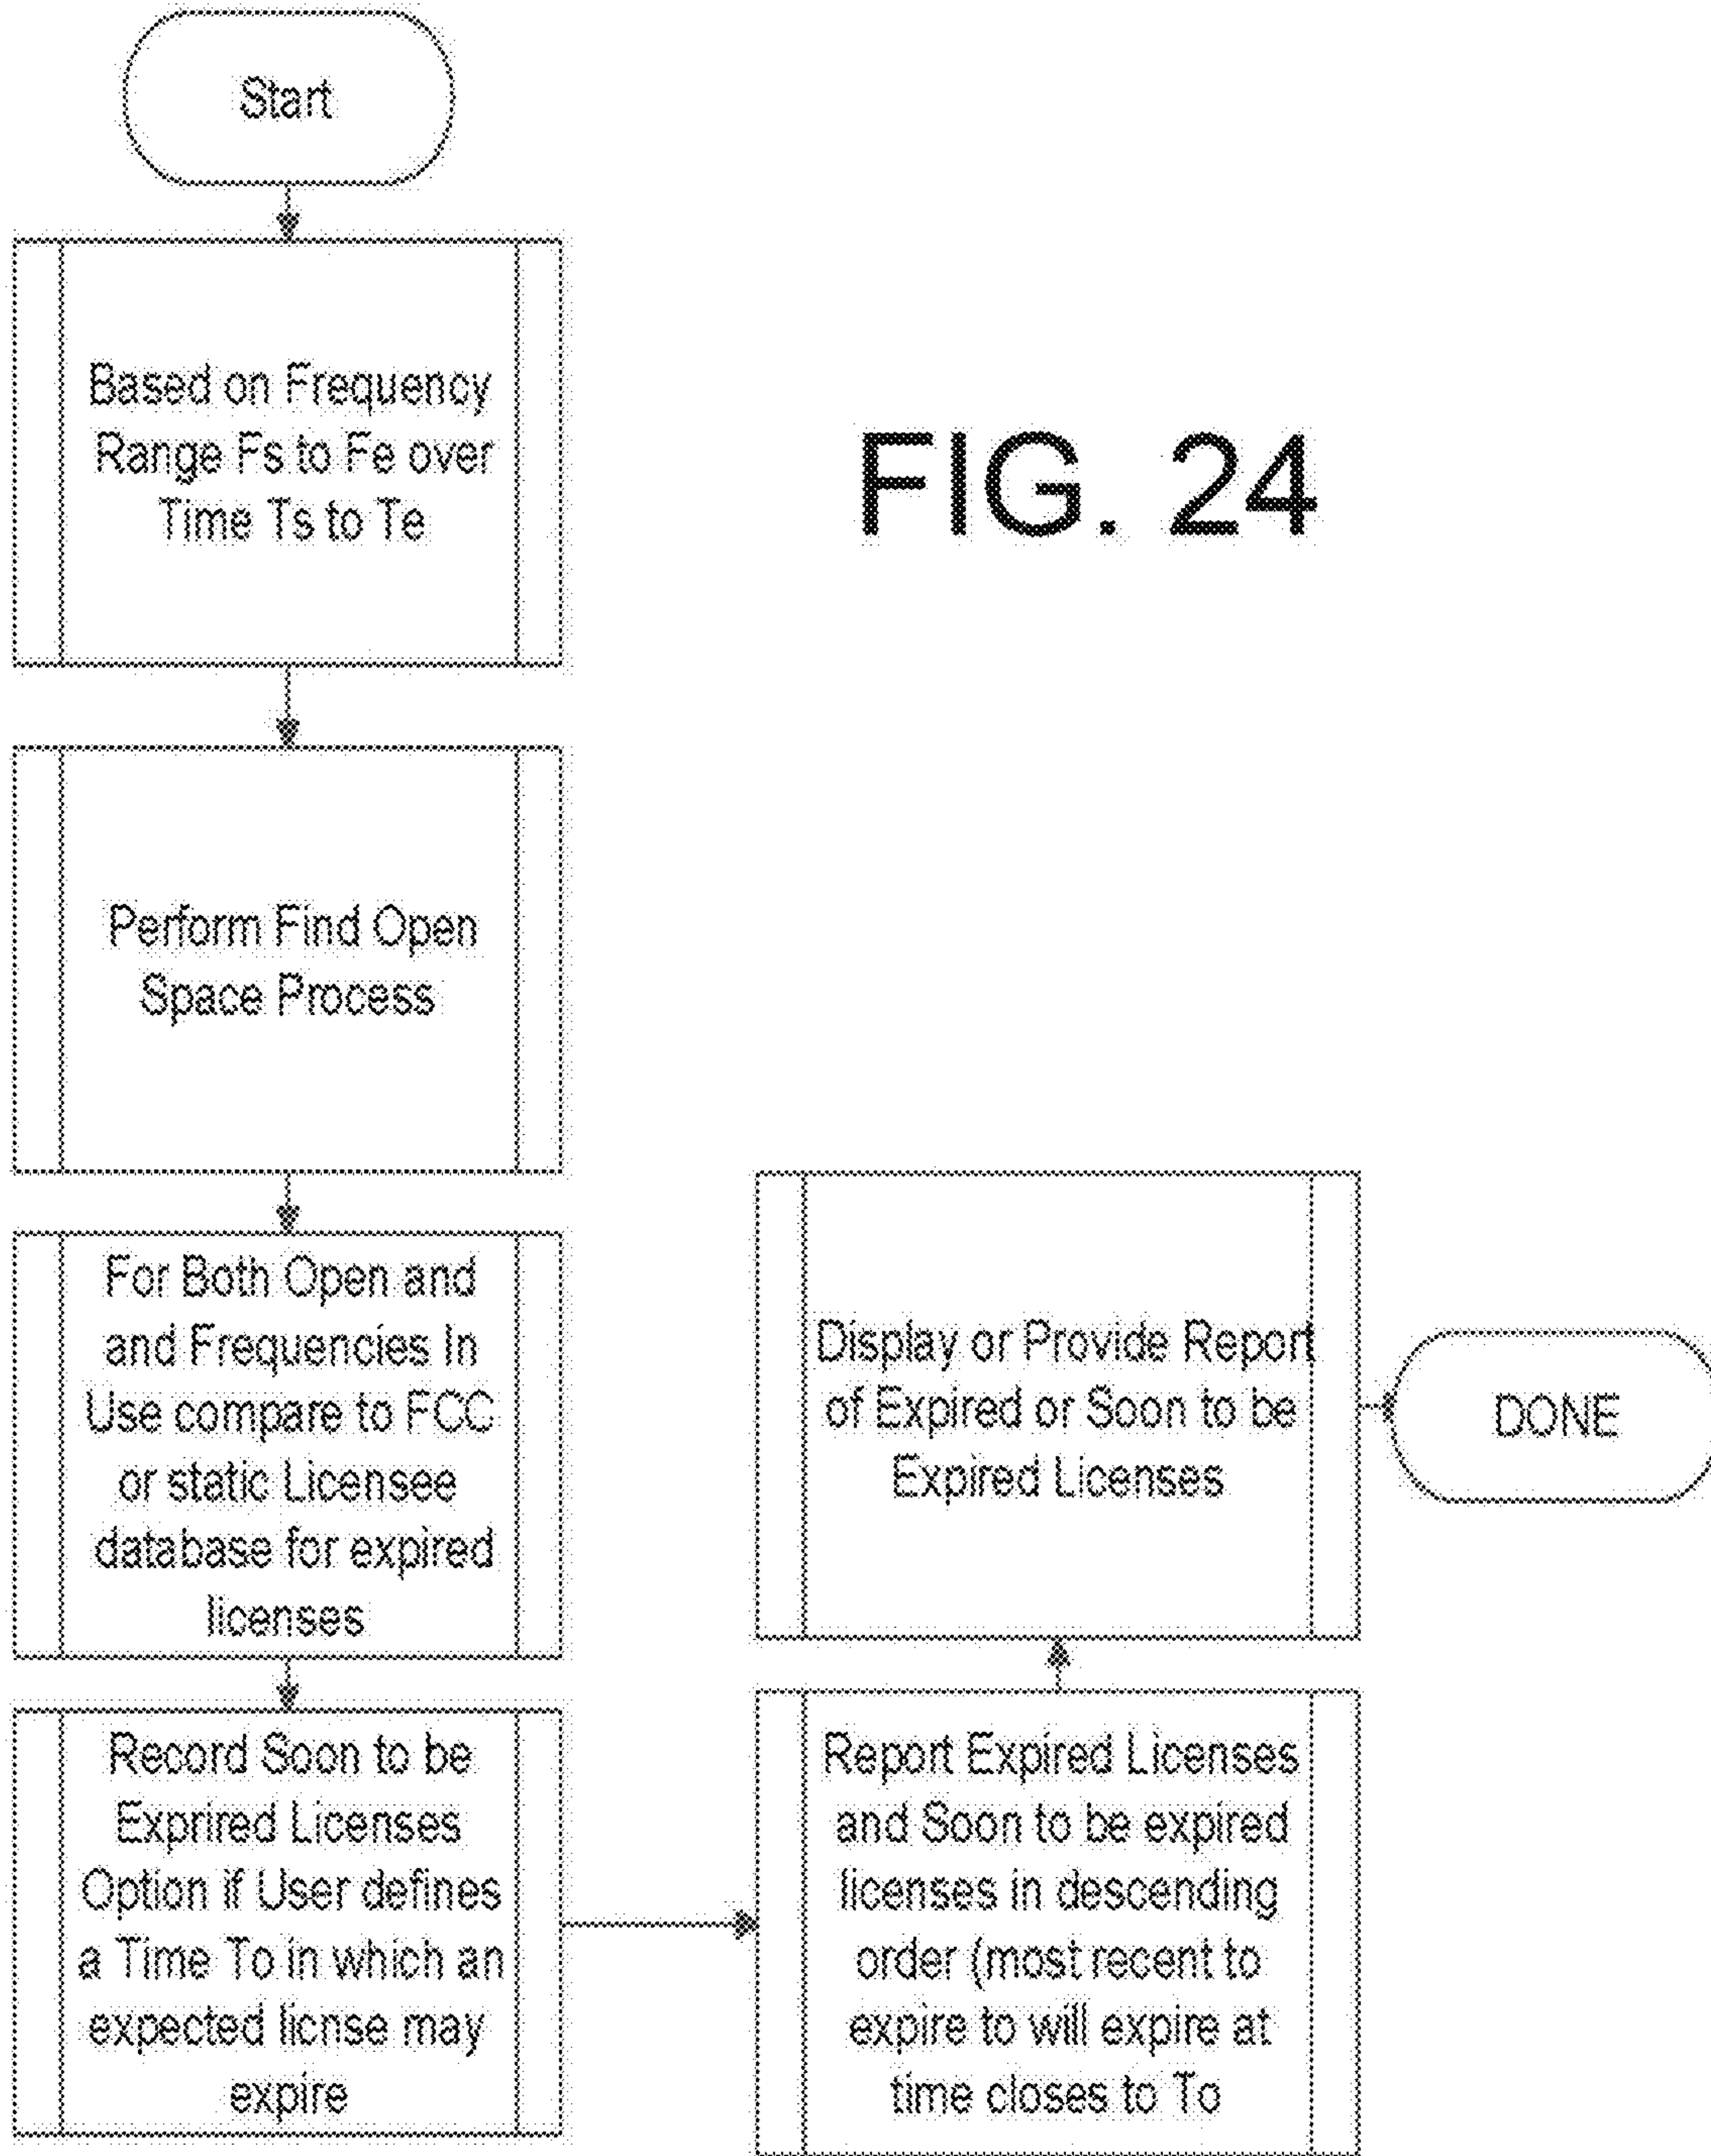 Start
Based on Frequency
Range Fs to Fe over
Time Ts to Te
FIG. 24
Perform Find Open
Space Process
For Both Open and
and Frequencies In
Use compare to FCC
or static Licensee
database for expired
licenses
Record Soon to be
Exprired Licenses
Option if User defines
a Time To in which an
expected licnse may
expire
Report Expired Licenses
and Soon to be expired
licenses in descending
order (most recent to
expire to will expire at
time closes to To
Display or Provide Report
of Expired or Soon to be
Expired Licenses
DONE